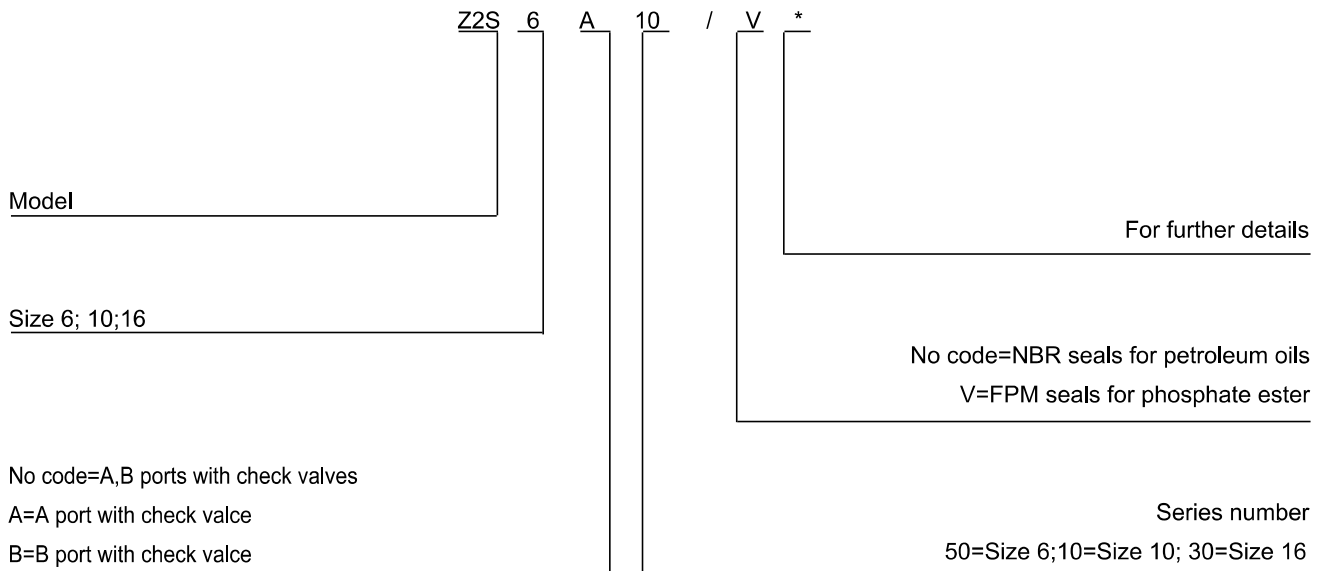 Z2S 6 A 10 / V *
Model
For further details
Size 6; 10;16
No code=NBR seals for petroleum oils
V=FPM seals for phosphate ester
No code=A,B ports with check valves
A=A port with check valce
B=B port with check valce
Series number
50=Size 6;10=Size 10; 30=Size 16